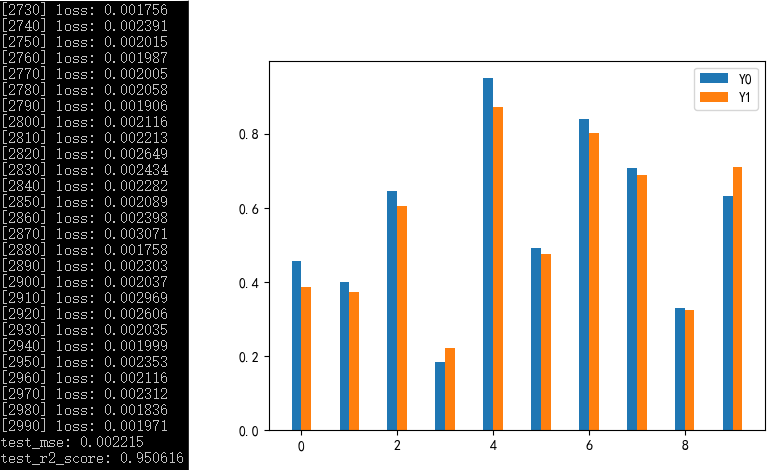 [2730] loss: 0.001756
[2740] loss: 0.002391
[2750] loss: 0.002015
[2760] loss: 0.001987
[2770] loss: 0.002005
[2780] loss: 0.002058
[2790] loss: 0.001906
[2800] loss: 0.002116
[2810] loss: 0.002213
[2820] loss: 0.002649
[2830] loss: 0.002434
[2840] loss: 0.002282
[2850] loss: 0.002089
[2860] loss: 0.002398
[2870] loss: 0.003071
[2880] loss: 0.001758
[2890] loss: 0.002303
[2900] loss: 0.002037
[2910] loss: 0.002969
[2920] loss: 0.002606
[2930] loss: 0.002035
[2940] loss: 0.001999
[2950] loss: 0.002353
[2960] loss: 0.002116
[2970] loss: 0.002312
[2980] loss: 0.001836
[2990] loss: 0.001971
test_mse: 0.002215
test_r2_score: 0.950616
Y0
Y1
0.8
0.6
0.4
0.2
0.0
0 2 4 6 8